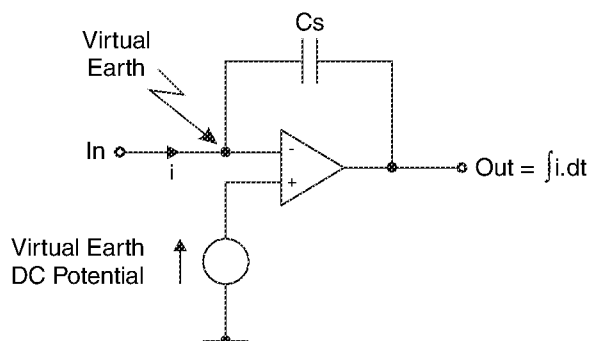 Cs
Virtual
Earth
In
i
-
+
Out = ∫i.dt
Virtual Earth
DC Potential